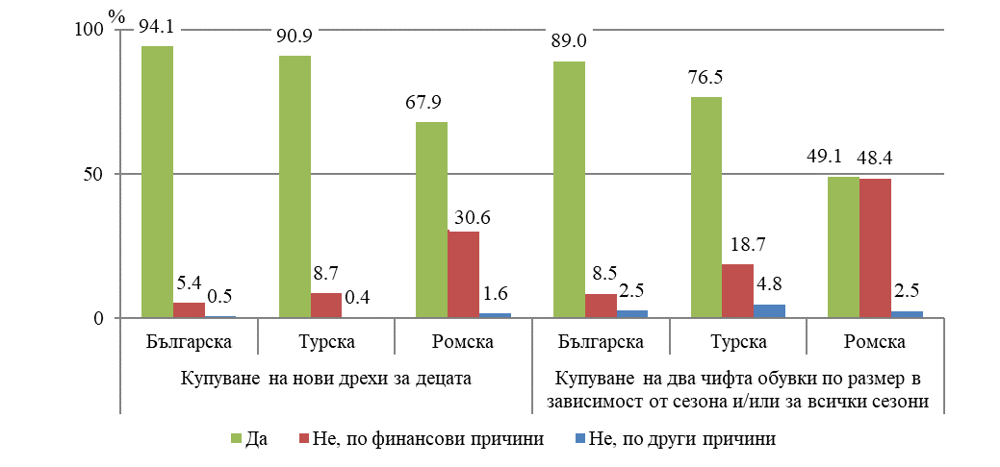 %
100
50
0
94.1
5.4
0.5
90.9
8.7
0.4
67.9
30.6
1.6
89.0
8.5
2.5
76.5
18.7
4.8
49.1
48.4
2.5
Българска
Турска
Ромска
Българска
Турска
Ромска
Купуване на нови дрехи за децата
Купуване на два чифта обувки по размер в
зависимост от сезона и/или за всички сезони
Да
Не, по финансови причини
Не, по други причини